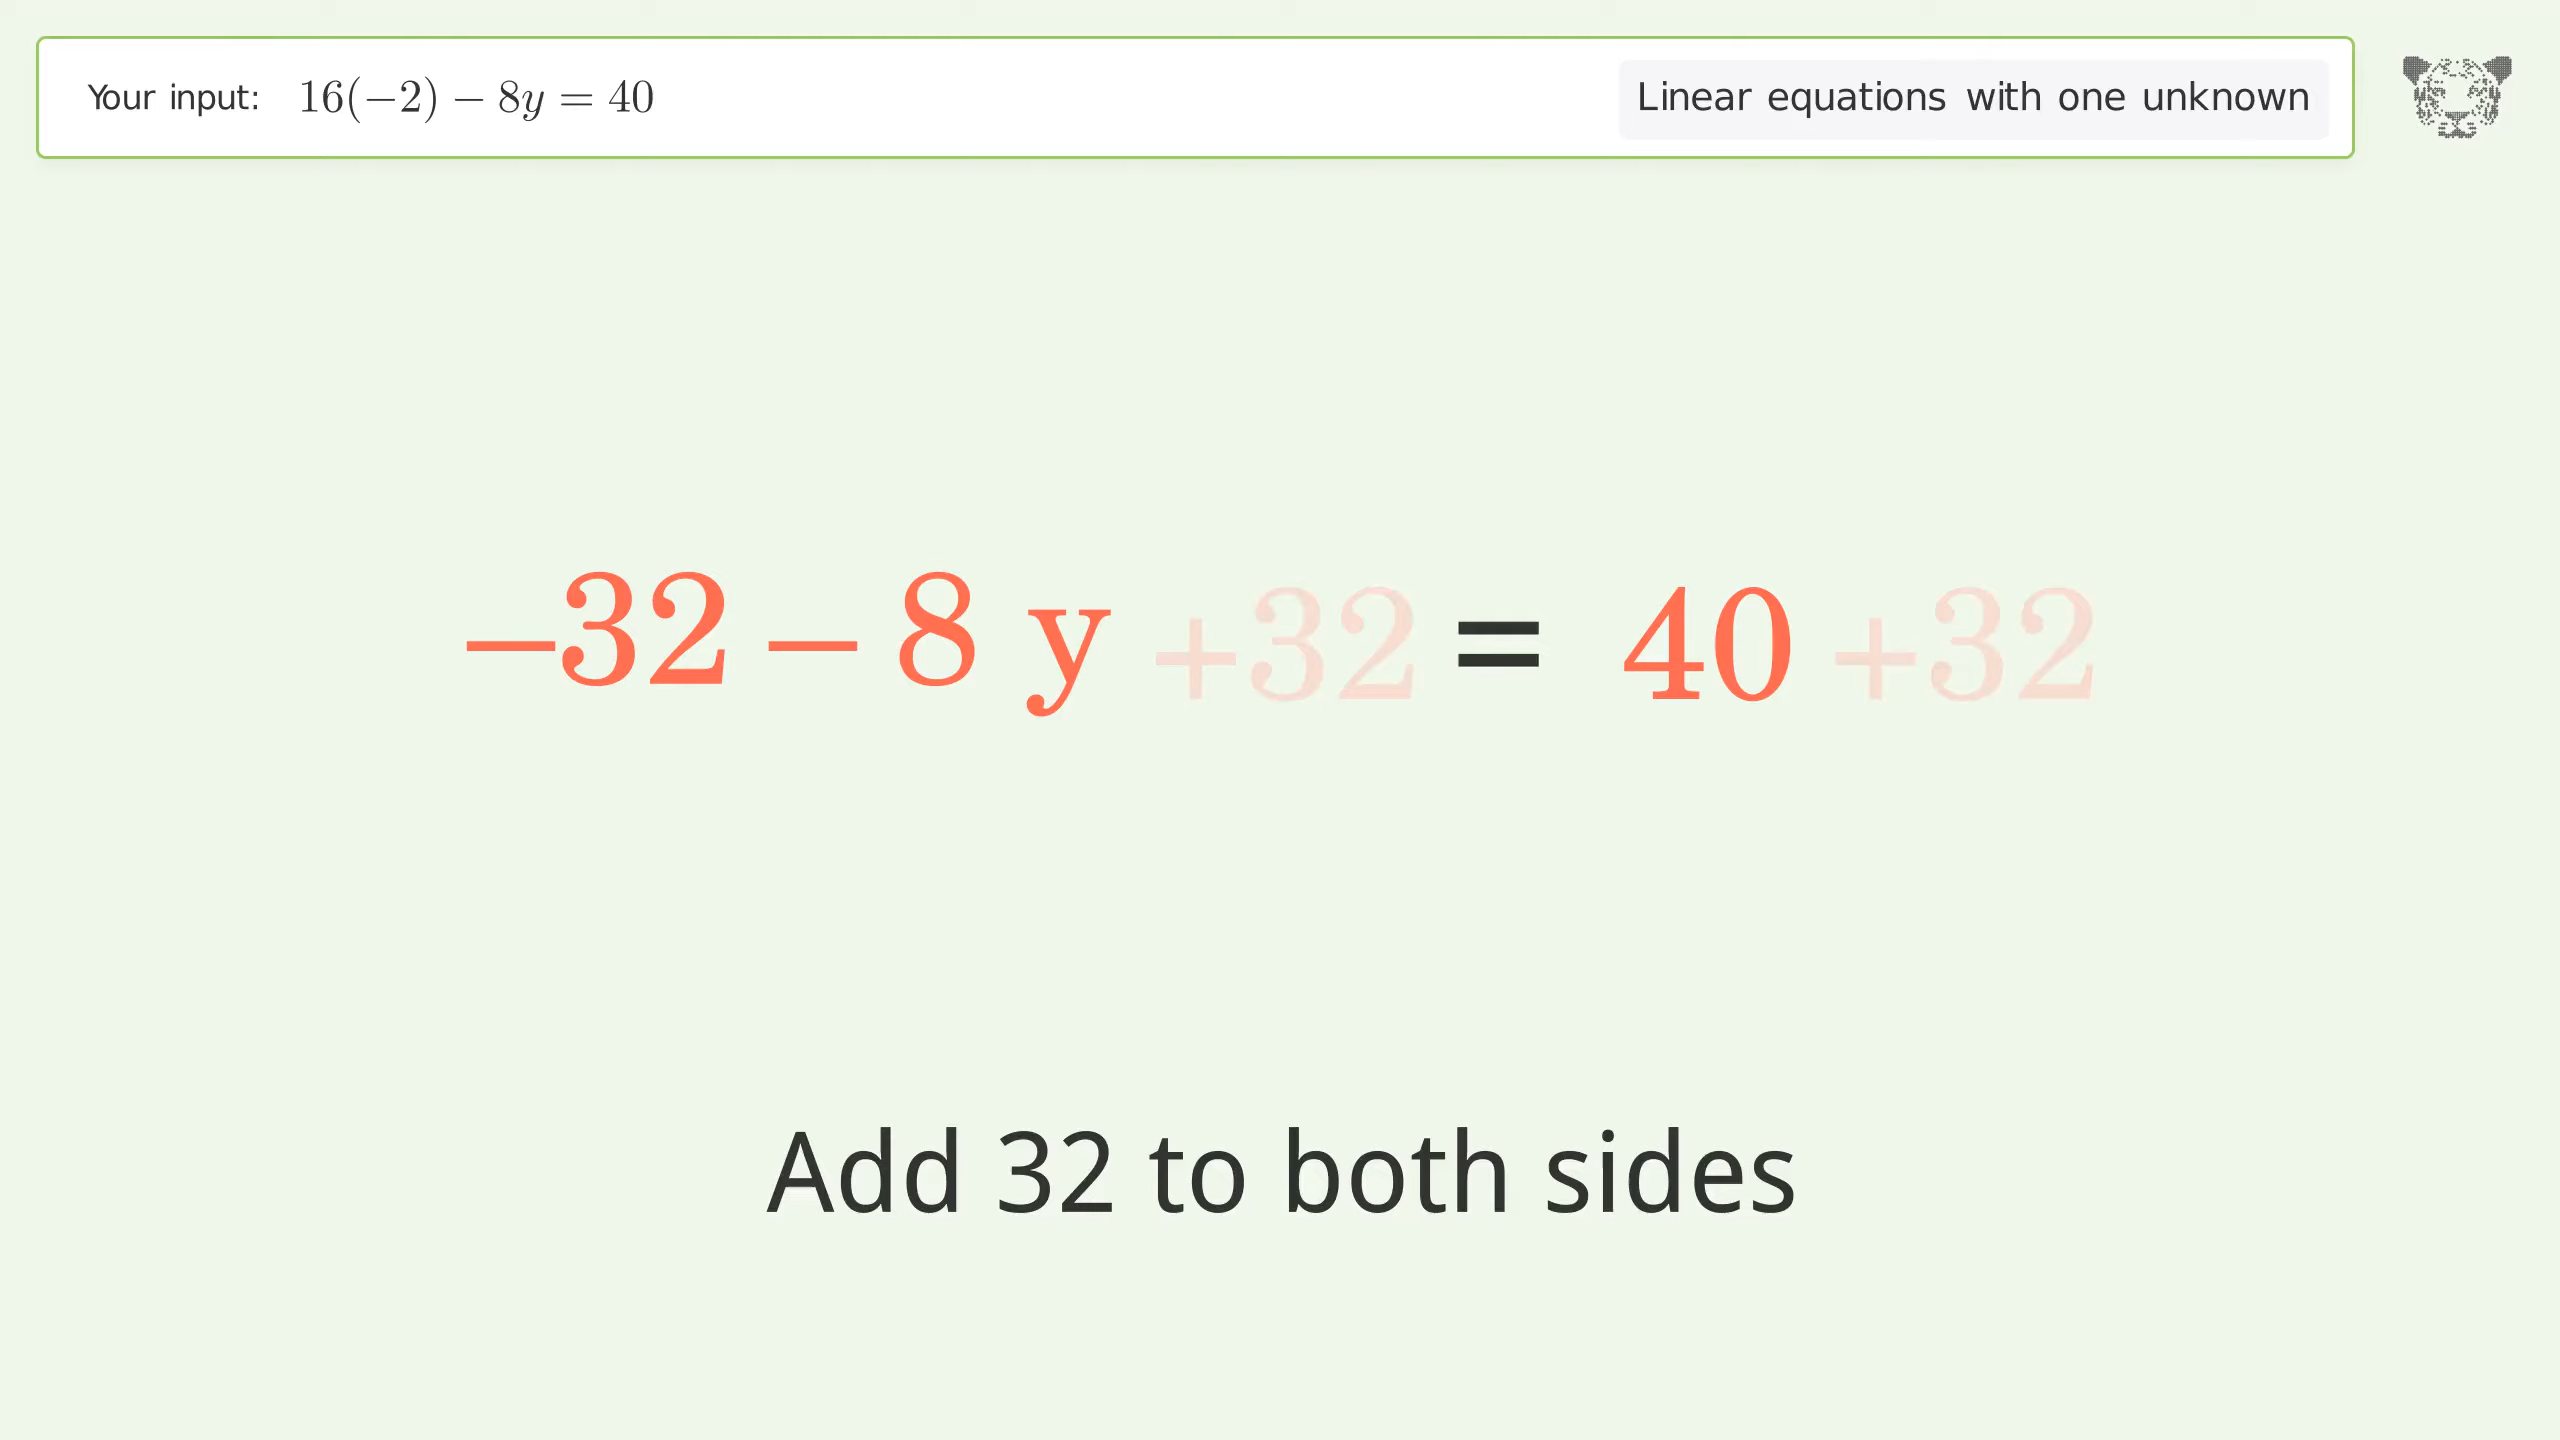 Your input: 16(−2) − 8y = 40
Linear equations with one unknown
−32 − 8 y +32 = 40 +32
Add 32 to both sides